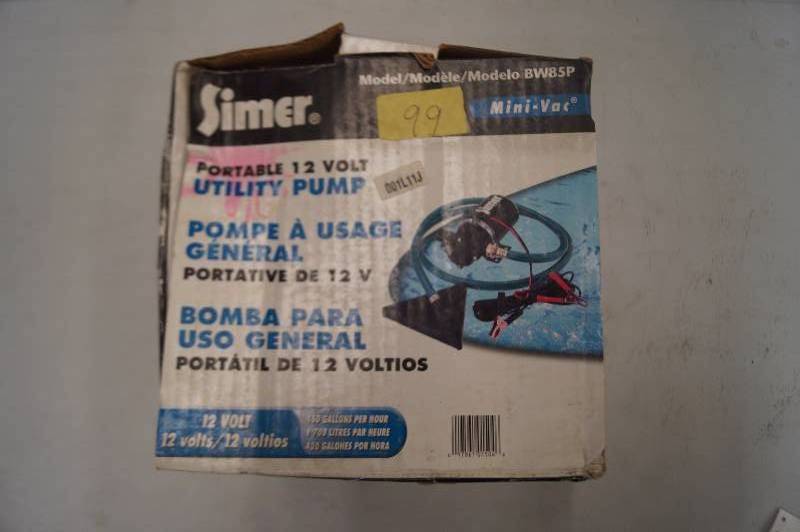 Model/Modèle/Modelo BW85P
Simer®
Mini-Vac®
99
PORTABLE 12 VOLT
UTILITY PUMP
001L11J
POMPE À USAGE
GÉNÉRAL
PORTATIVE DE 12 V
BOMBA PARA
USO GENERAL
PORTÁTIL DE 12 VOLTIOS
12 VOLT
12 volts/12 voltios
GALLONS PER HOUR
LITRES PAR HEURE
GALONES POR HORA